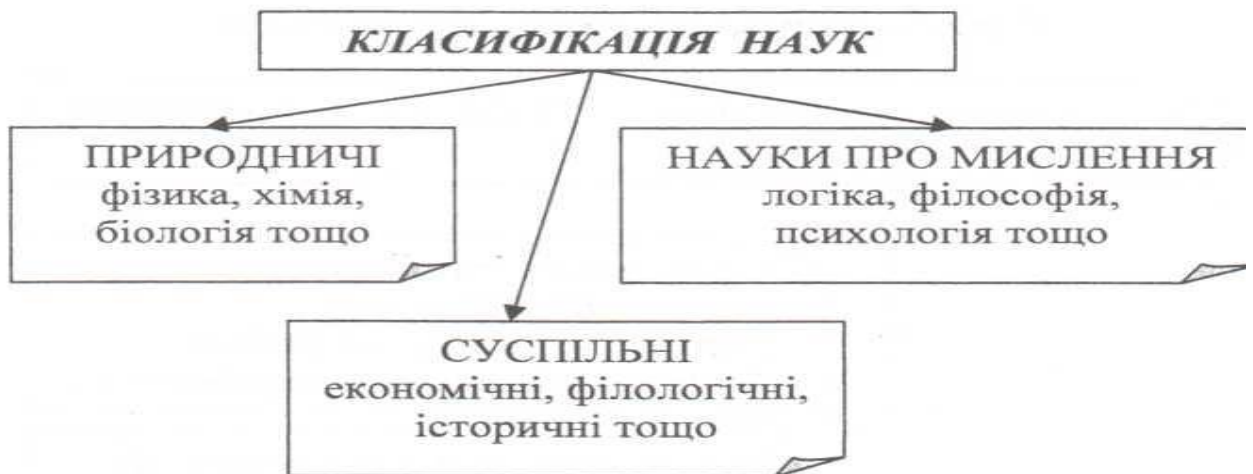 КЛАСИФІКАЦІЯ НАУК
ПРИРОДНИЧІ
фізика, хімія,
біологія тощо
НАУКИ ПРО МИСЛЕННЯ
логіка, філософія,
психологія тощо
СУСПІЛЬНІ
економічні, філологічні,
історичні тощо